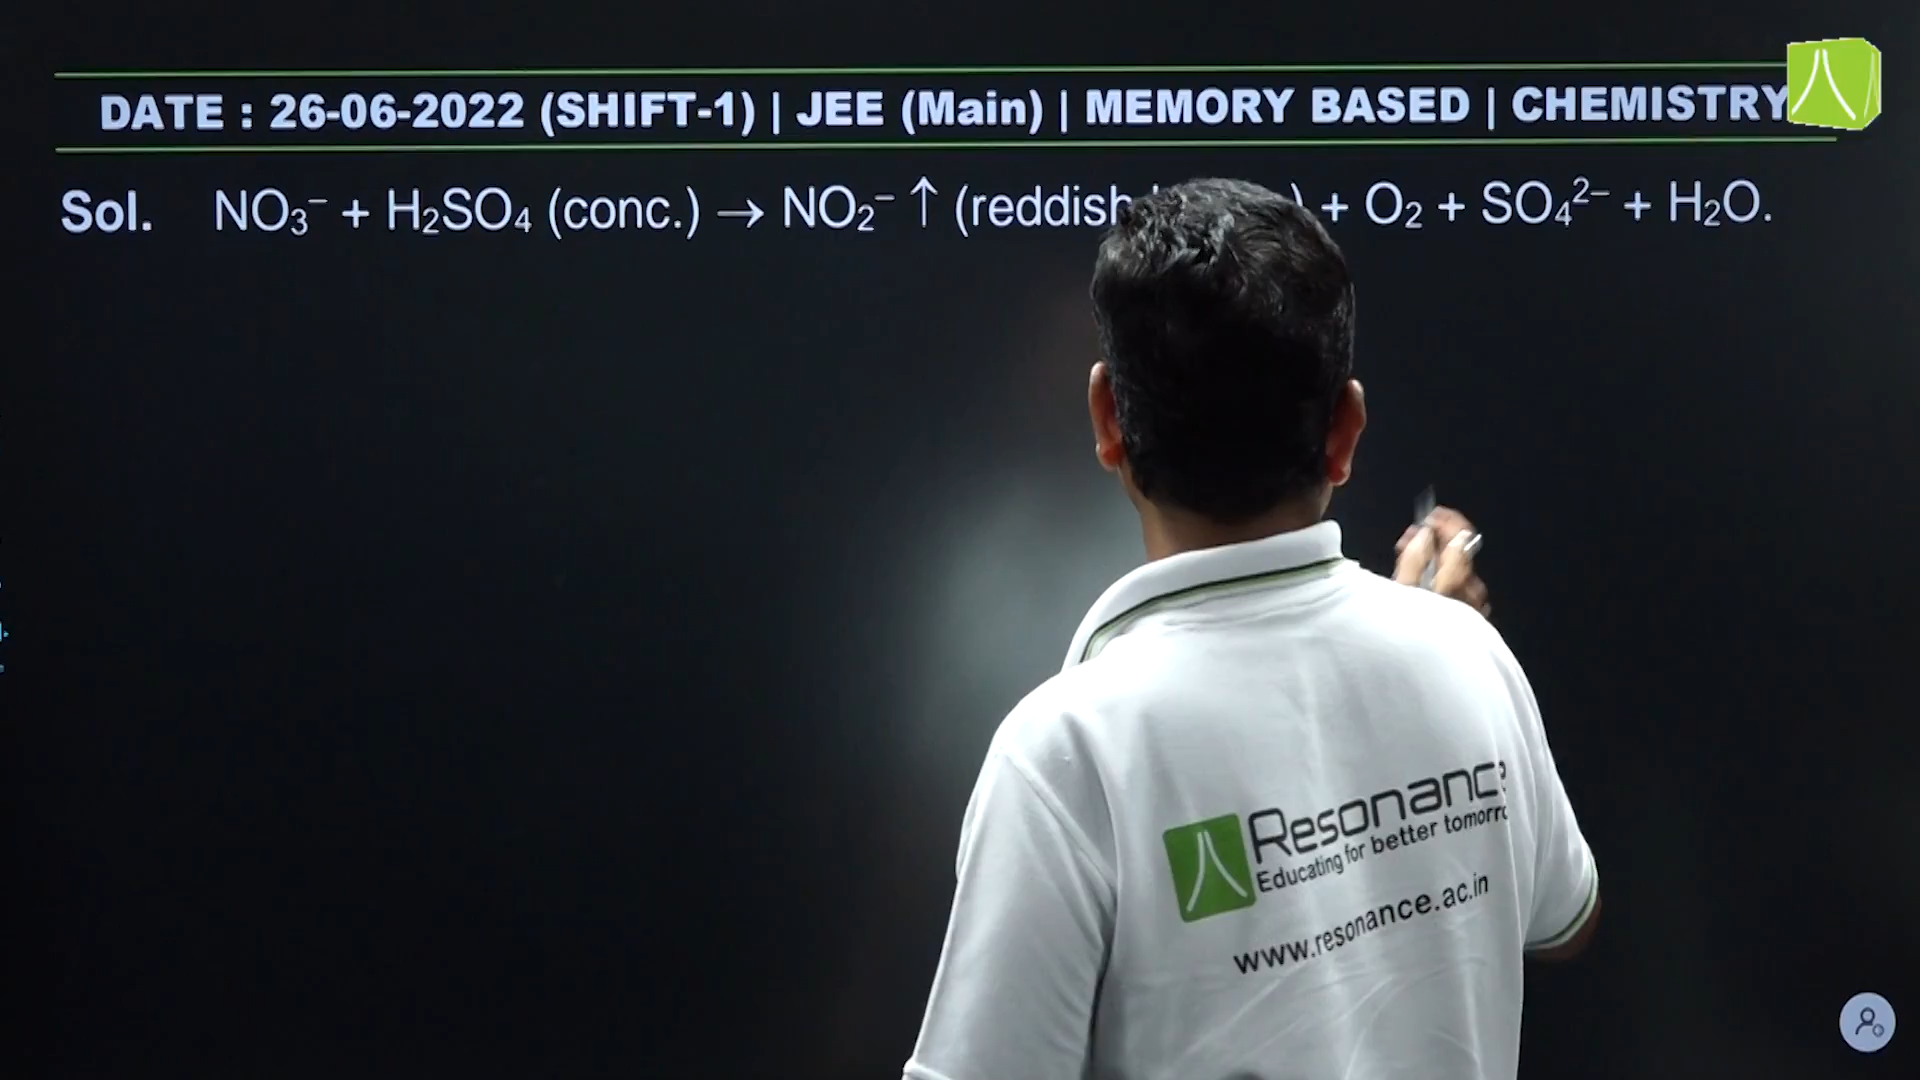 DATE : 26-06-2022 (SHIFT-1) | JEE (Main) | MEMORY BASED | CHEMISTRY
Sol. NO₃⁻ + H₂SO₄ (conc.) → NO₂⁻ ↑ (reddish ) + O₂ + SO₄²⁻ + H₂O.
Resonance
Educating for better
www.resonance.ac.in